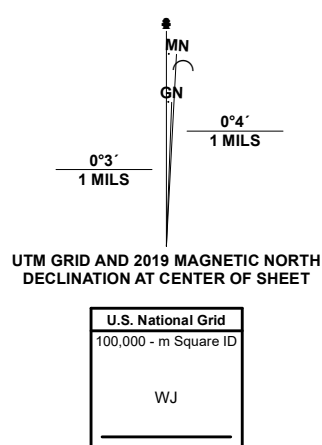 MN
GN
0°4´
1 MILS
0°3´
1 MILS
UTM GRID AND 2019 MAGNETIC NORTH
DECLINATION AT CENTER OF SHEET
U.S. National Grid
100,000 - m Square ID
WJ